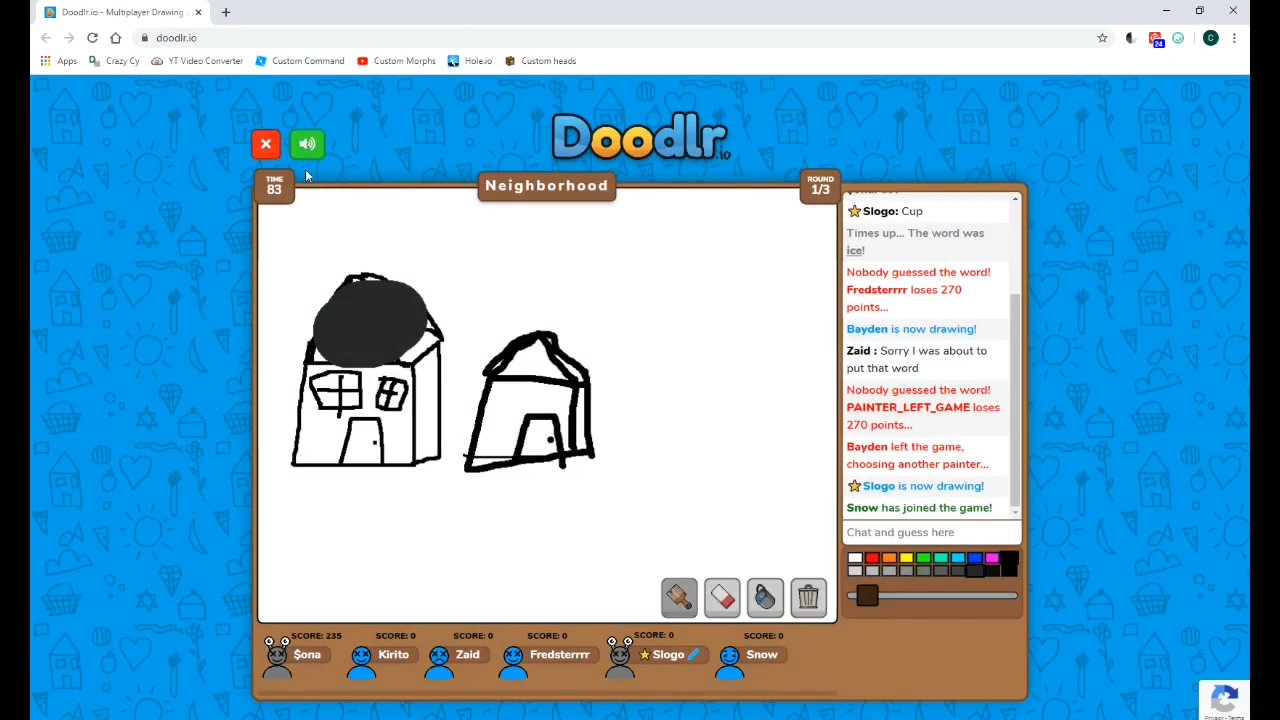 Doodlr.io - Multiplayer Drawing
doodlr.io
24
C
Apps
Crazy Cy
YT Video Converter
Custom Command
Custom Morphs
Hole.io
Custom heads
Doodlr.io
TIME
83
Neighborhood
ROUND
1/3
Slogo: Cup
Times up... The word was
ice!
Nobody guessed the word!
Fredsterrrr loses 270
points...
Bayden is now drawing!
Zaid : Sorry I was about to
put that word
Nobody guessed the word!
PAINTER_LEFT_GAME loses
225 points...
Bayden left the game,
choosing another painter...
Slogo is now drawing!
Snow has joined the game!
Chat and guess here
SCORE: 235
$ona
SCORE: 0
Kirito
SCORE: 0
Zaid
SCORE: 0
Fredsterrrr
SCORE: 0
Slogo
SCORE: 0
Snow
Privacy - Terms